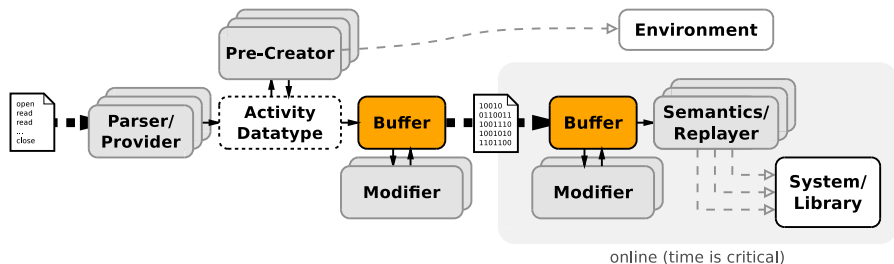 Pre-Creator
Environment
open
read
read
...
close
Parser/
Provider
Activity
Datatype
Buffer
10010
0110011
1001110
1001010
1101100
Buffer
Semantics/
Replayer
Modifier
Modifier
System/
Library
online (time is critical)